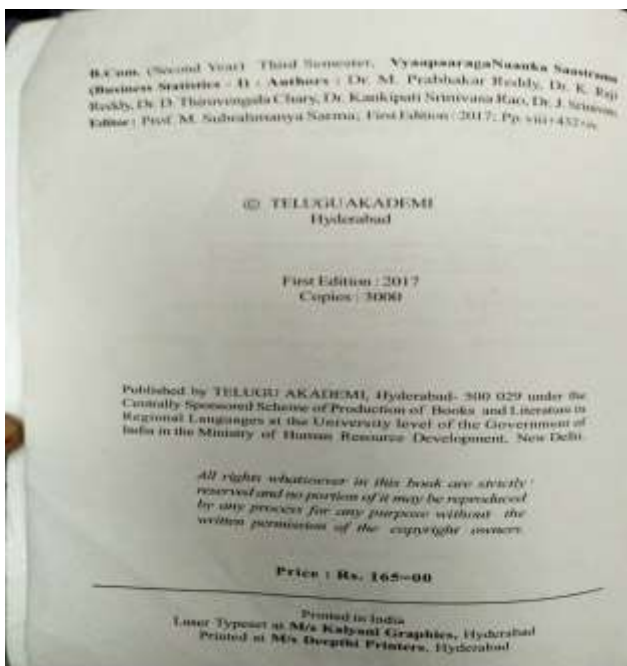 B.Com. (Second Year) Third Semester, VyaapaaragaNaanka Saastramu
(Business Statistics - I) : Authors : Dr. M. Prabhakar Reddy, Dr. K. Raji
Reddy, Dr. D. Thiruvengala Chary, Dr. Kankipati Srinivasa Rao, Dr. J.
Editor : Prof. M. Subrahmanya Sarma; First Edition : 2017; Pp. viii+432+
© TELUGU AKADEMI
Hyderabad
First Edition : 2017
Copies : 3000
Published by TELUGU AKADEMI, Hyderabad- 500 029 under the
Centrally Sponsored Scheme of Production of Books and Literature in
Regional Languages at the University level of the Government of
India in the Ministry of Human Resource Development, New Delhi.
All rights whatsoever in this book are strictly
reserved and no portion of it may be reproduced
by any process for any purpose without the
written permission of the copyright owners.
Price : Rs. 165=00
Printed in India
Laser Typeset at M/s Kalyani Graphics, Hyderabad
Printed at M/s Deepthi Printers, Hyderabad